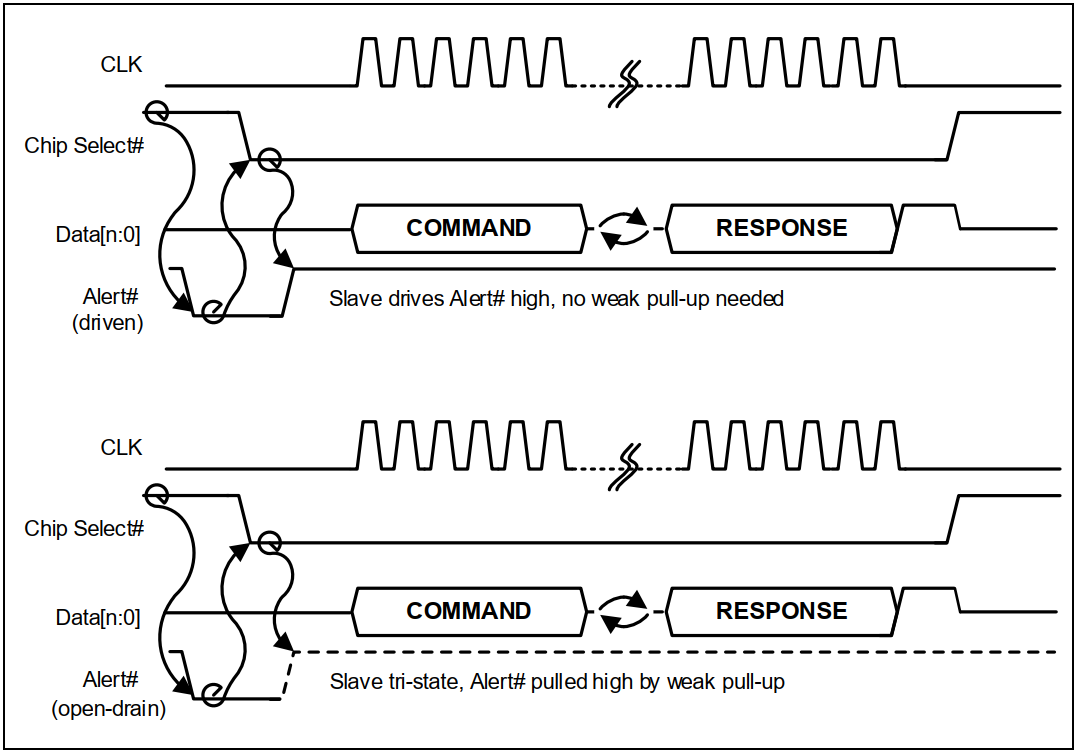 CLK
Chip Select#
Data[n:0]
COMMAND
RESPONSE
Alert#
(driven)
Slave drives Alert# high, no weak pull-up needed
CLK
Chip Select#
Data[n:0]
COMMAND
RESPONSE
Alert#
(open-drain)
Slave tri-state, Alert# pulled high by weak pull-up